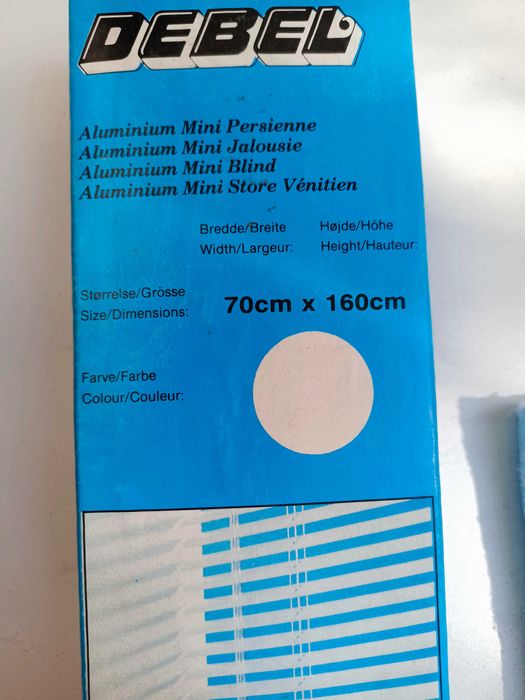 DEBEL
Aluminium Mini Persienne
Aluminium Mini Jalousie
Aluminium Mini Blind
Aluminium Mini Store Vénitien
Bredde/Breite Højde/Höhe
Width/Largeur: Height/Hauteur:
Størrelse/Grösse
Size/Dimensions: 70cm x 160cm
Farve/Farbe
Colour/Couleur: